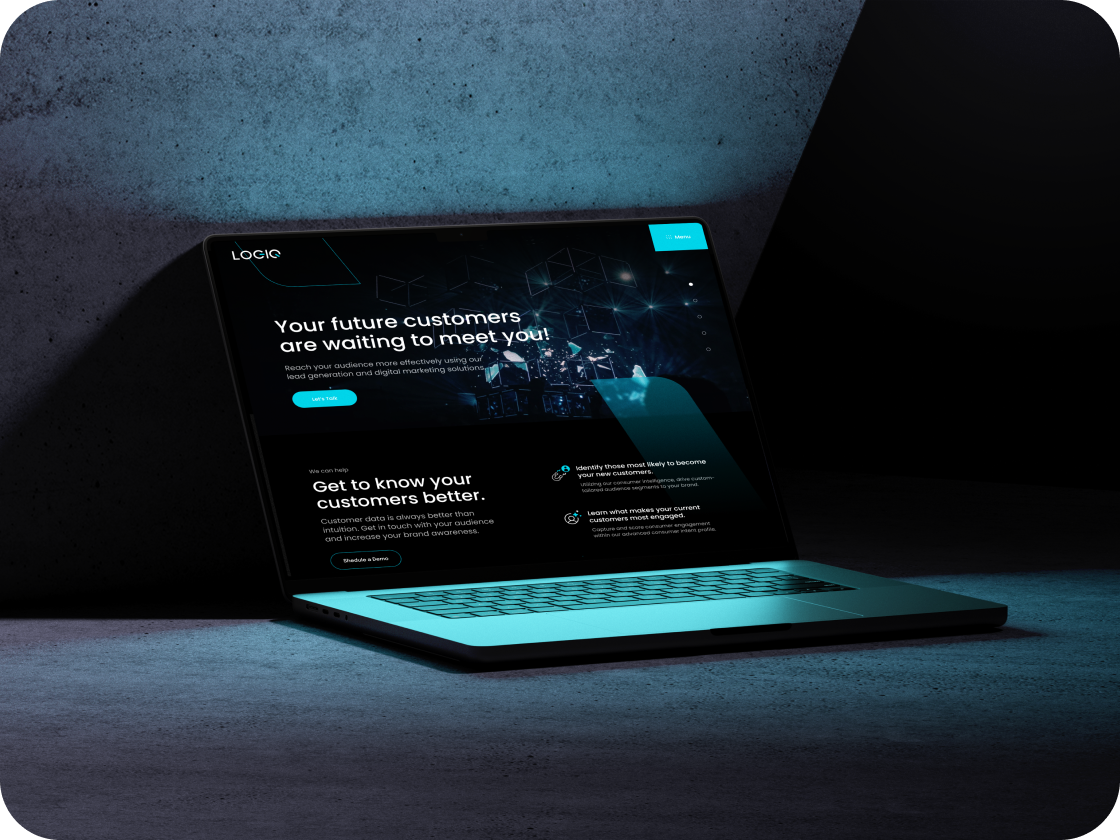 LOGIQ
Menu
Your future customers
are waiting to meet you!
Reach your audience more effectively using our
lead generation and digital marketing solutions.
Let's Talk
We can help
Get to know your
customers better.
Customer data is always better than
intuition. Get in touch with your audience
and increase your brand awareness.
Shedule a Demo
Identify those most likely to become
your new customers.
Utilizing our consumer intelligence, drive custom-
tailored audience segments to your brand.
Learn what makes your current
customers most engaged.
Capture and score consumer engagement
within our advanced consumer intent profile.